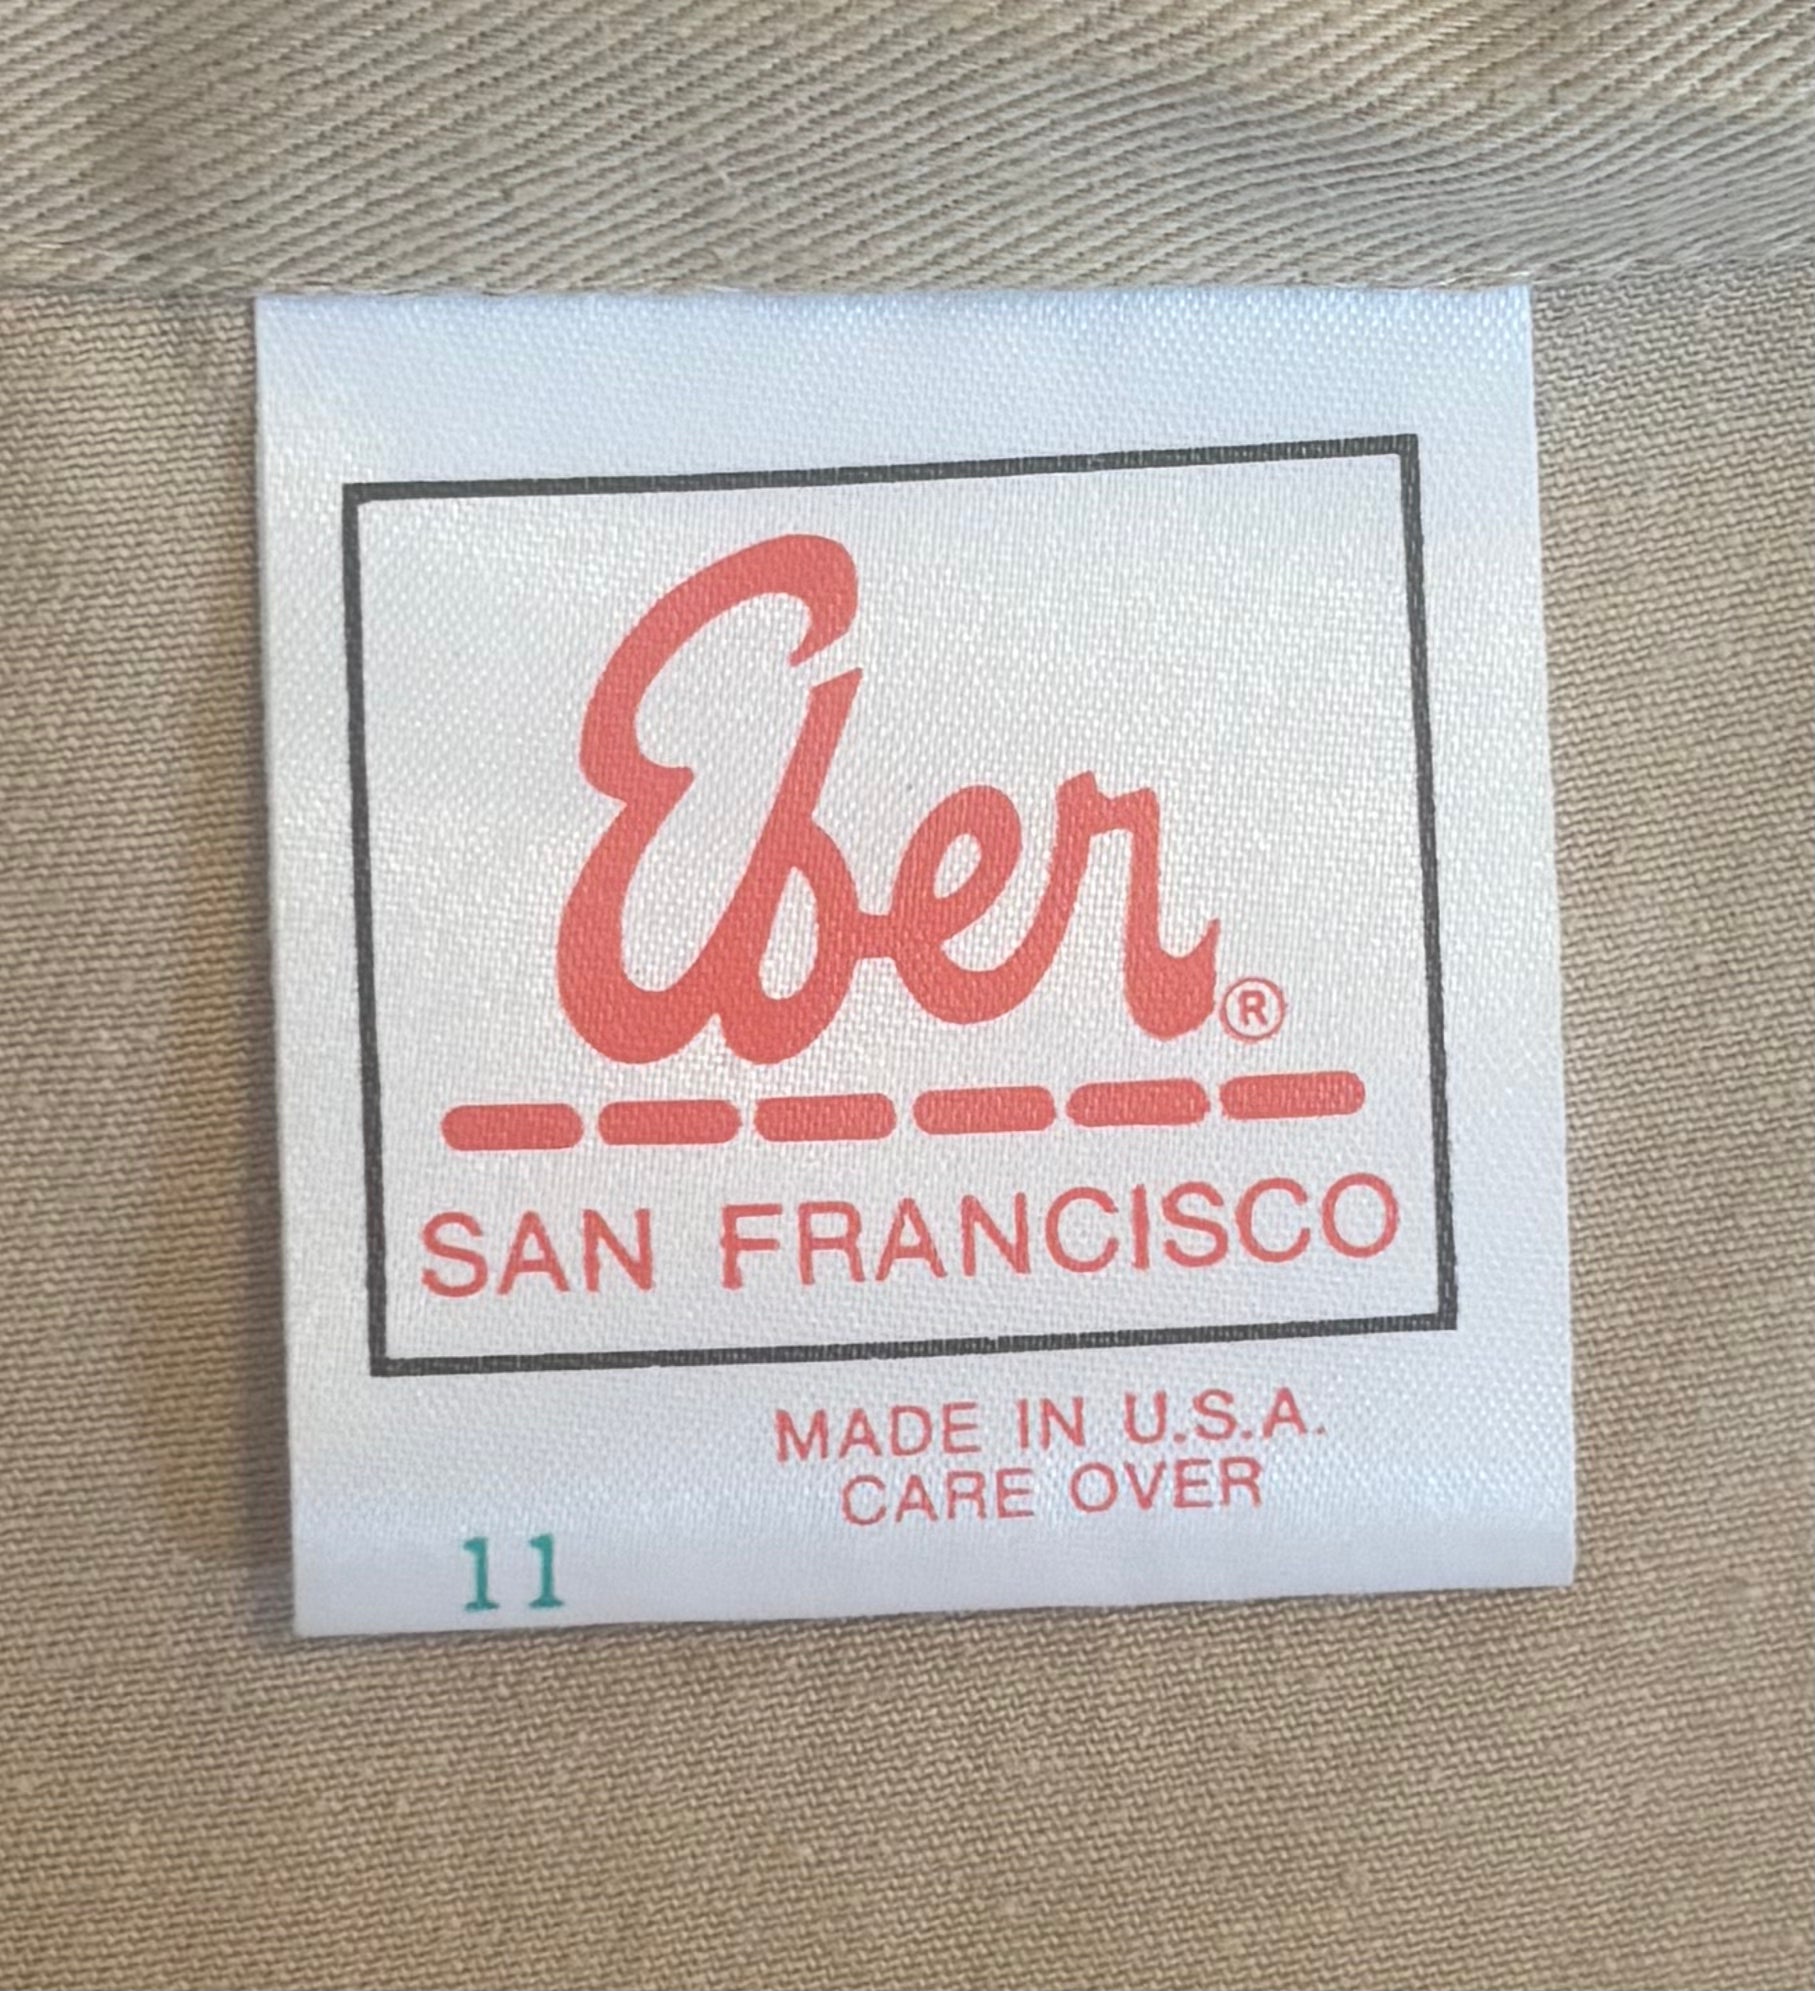 Eber®
SAN FRANCISCO
MADE IN U.S.A.
CARE OVER
11